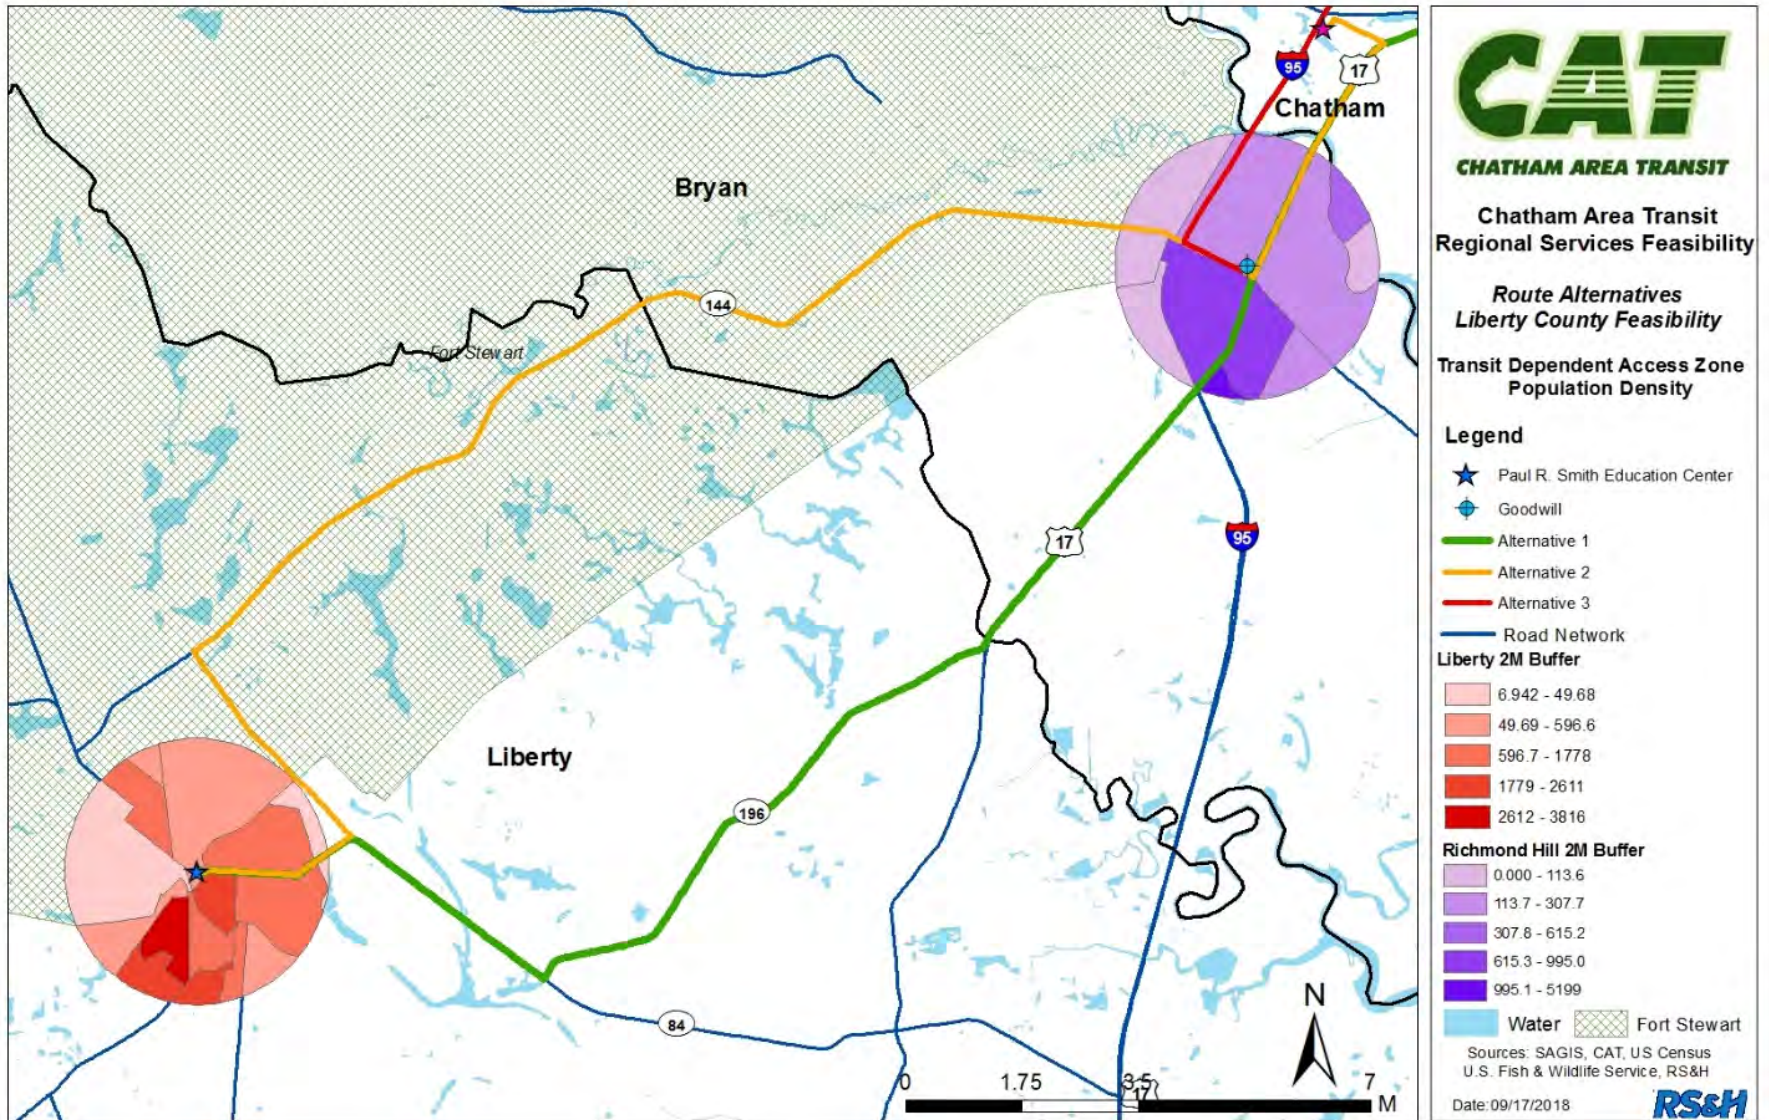 95
17
Chatham
Bryan
144
Fort Stewart
17
95
Liberty
196
84
N
0 1.75 3.5 7
17
M
CAT
CHATHAM AREA TRANSIT
Chatham Area Transit
Regional Services Feasibility
Route Alternatives
Liberty County Feasibility
Transit Dependent Access Zone
Population Density
Legend
Paul R. Smith Education Center
Goodwill
Alternative 1
Alternative 2
Alternative 3
Road Network
Liberty 2M Buffer
6.942 - 49.68
49.69 - 596.6
596.7 - 1778
1779 - 2611
2612 - 3816
Richmond Hill 2M Buffer
0.000 - 113.6
113.7 - 307.7
307.8 - 615.2
615.3 - 995.0
995.1 - 5199
Water Fort Stewart
Sources: SAGIS, CAT, US Census
U.S. Fish & Wildlife Service, RS&H
Date:09/17/2018 RS&H